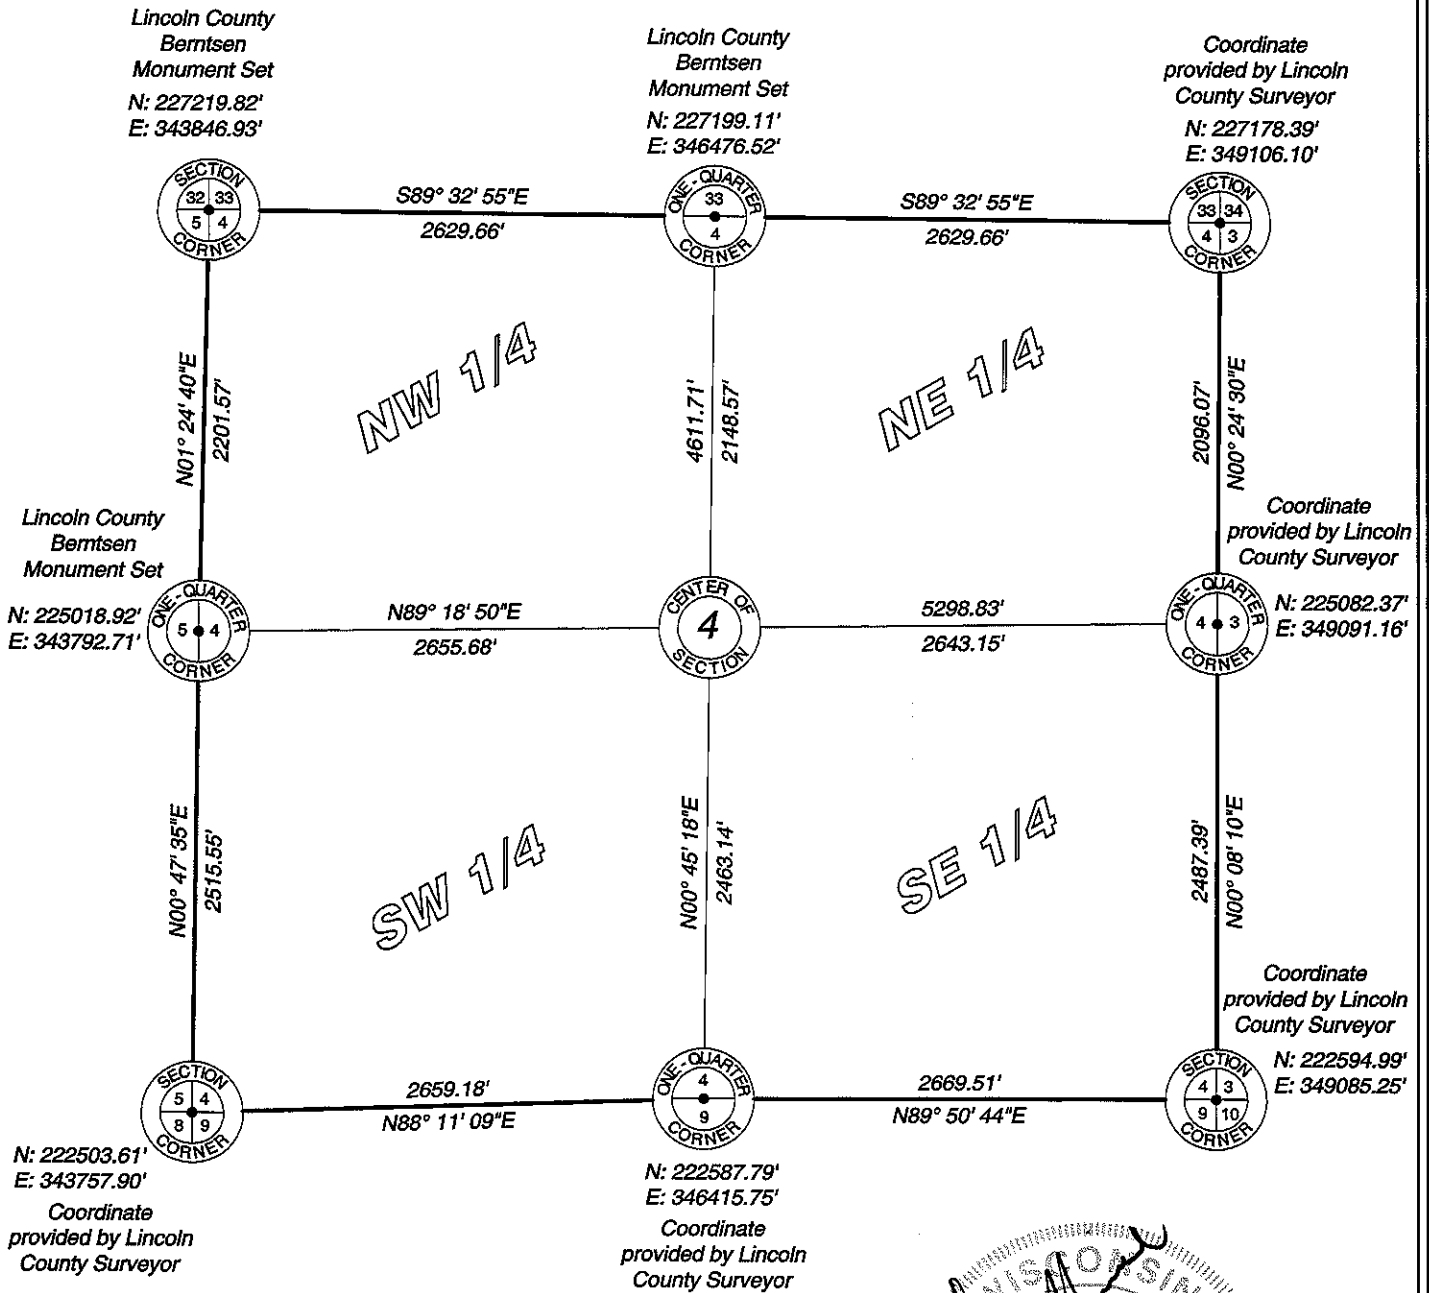 Lincoln County
Berntsen
Monument Set
N: 227219.82'
E: 343846.93'
Lincoln County
Berntsen
Monument Set
N: 227199.11'
E: 346476.52'
Coordinate
provided by Lincoln
County Surveyor
N: 227178.39'
E: 349106.10'
SECTION
32 33
5 4
CORNER
S89° 32' 55"E
2629.66'
ONE-QUARTER
33
4
CORNER
S89° 32' 55"E
2629.66'
SECTION
33 34
4 3
CORNER
N01° 24' 40"E
2201.57'
NW 1/4
4611.71'
2148.57'
NE 1/4
2096.07'
N00° 24' 30"E
Lincoln County
Berntsen
Monument Set
N: 225018.92'
E: 343792.71'
ONE-QUARTER
5 4
CORNER
N89° 18' 50"E
2655.68'
CENTER OF
4
SECTION
5298.83'
2643.15'
ONE-QUARTER
4 3
CORNER
Coordinate
provided by Lincoln
County Surveyor
N: 225082.37'
E: 349091.16'
N00° 47' 35"E
2515.55'
SW 1/4
N00° 45' 18"E
2463.14'
SE 1/4
2487.39'
N00° 08' 10"E
Coordinate
provided by Lincoln
County Surveyor
N: 222594.99'
E: 349085.25'
SECTION
5 4
8 9
CORNER
2659.18'
N88° 11' 09"E
ONE-QUARTER
4
9
CORNER
2669.51'
N89° 50' 44"E
SECTION
4 3
9 10
CORNER
N: 222503.61'
E: 343757.90'
Coordinate
provided by Lincoln
County Surveyor
N: 222587.79'
E: 346415.75'
Coordinate
provided by Lincoln
County Surveyor
WISCONSIN